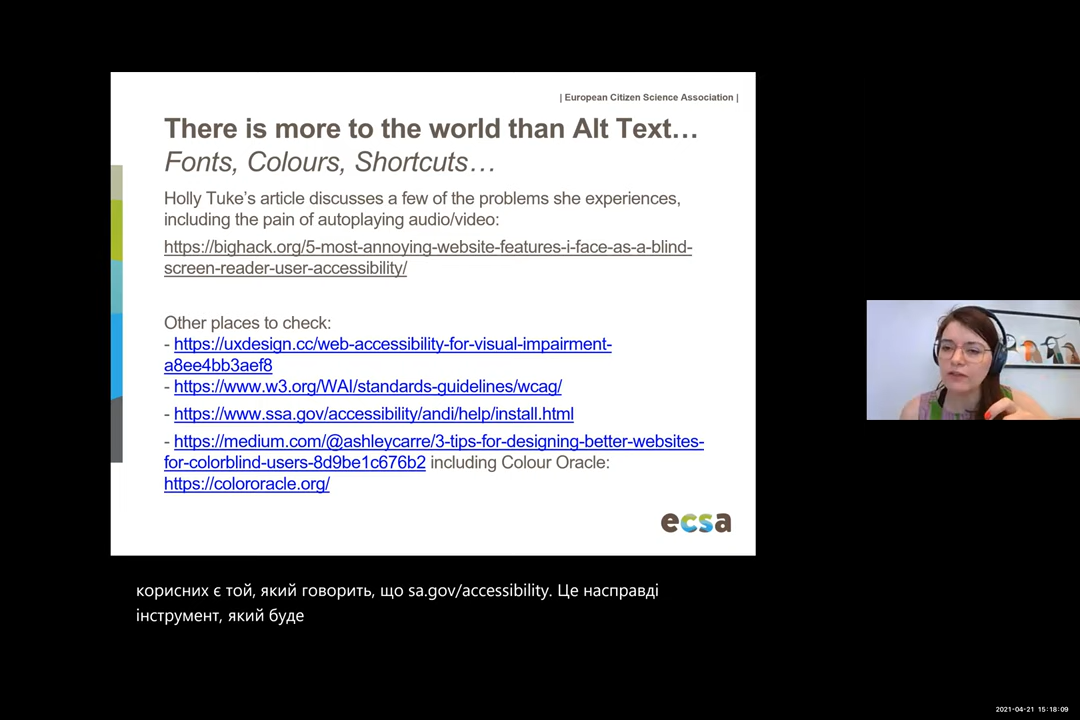 | European Citizen Science Association |
There is more to the world than Alt Text…
Fonts, Colours, Shortcuts…
Holly Tuke’s article discusses a few of the problems she experiences,
including the pain of autoplaying audio/video:
https://bighack.org/5-most-annoying-website-features-i-face-as-a-blind-
screen-reader-user-accessibility/
Other places to check:
- https://uxdesign.cc/web-accessibility-for-visual-impairment-
a8ee4bb3aef8
- https://www.w3.org/WAI/standards-guidelines/wcag/
- https://www.ssa.gov/accessibility/andi/help/install.html
- https://medium.com/@ashleycarre/3-tips-for-designing-better-websites-
for-colorblind-users-8d9be1c676b2 including Colour Oracle:
https://colororacle.org/
ecsa
корисних є той, який говорить, що sa.gov/accessibility. Це насправді
інструмент, який буде
2021-04-21 15:18:09